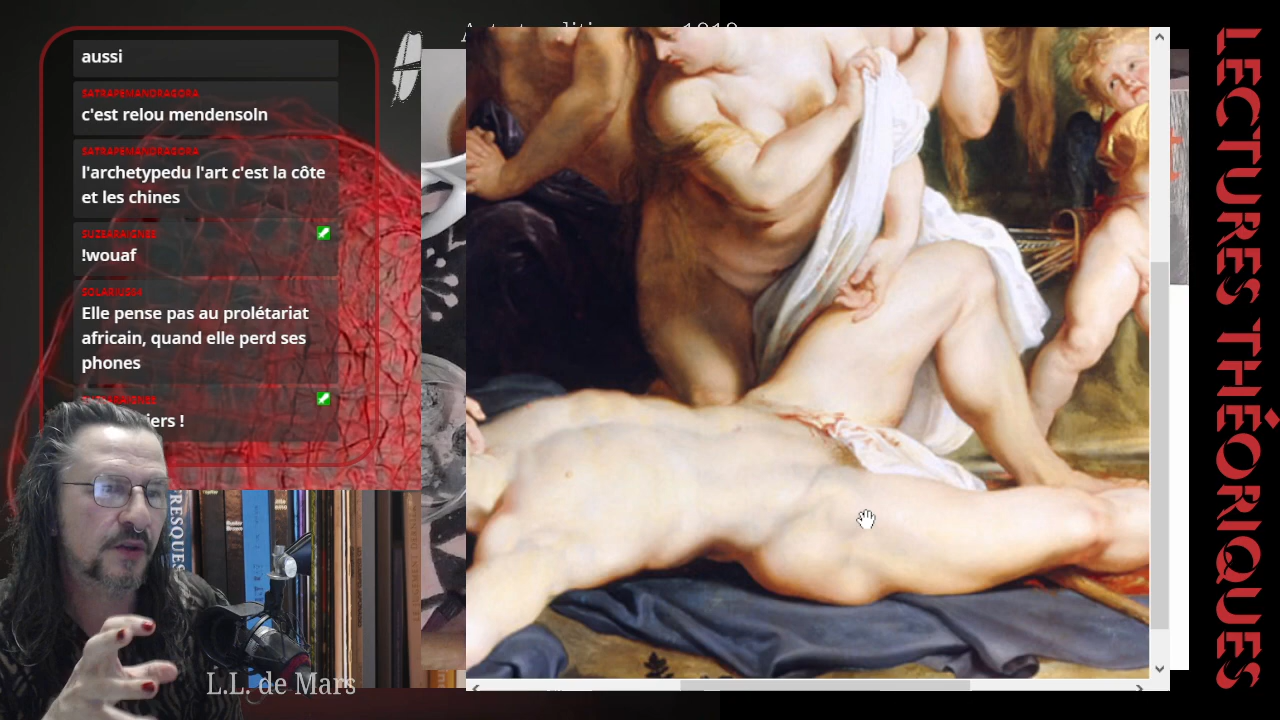 aussi
SATRAPEMANDRAGORA
c'est relou mendensoln
SATRAPEMANDRAGORA
l'archetypedu l'art c'est la côte
et les chines
SUZEARAIGNEE
!wouaf
SOLARIUS94
Elle pense pas au prolétariat
africain, quand elle perd ses
phones
iers !
L.L. de Mars
LECTURES THÉORIQUES